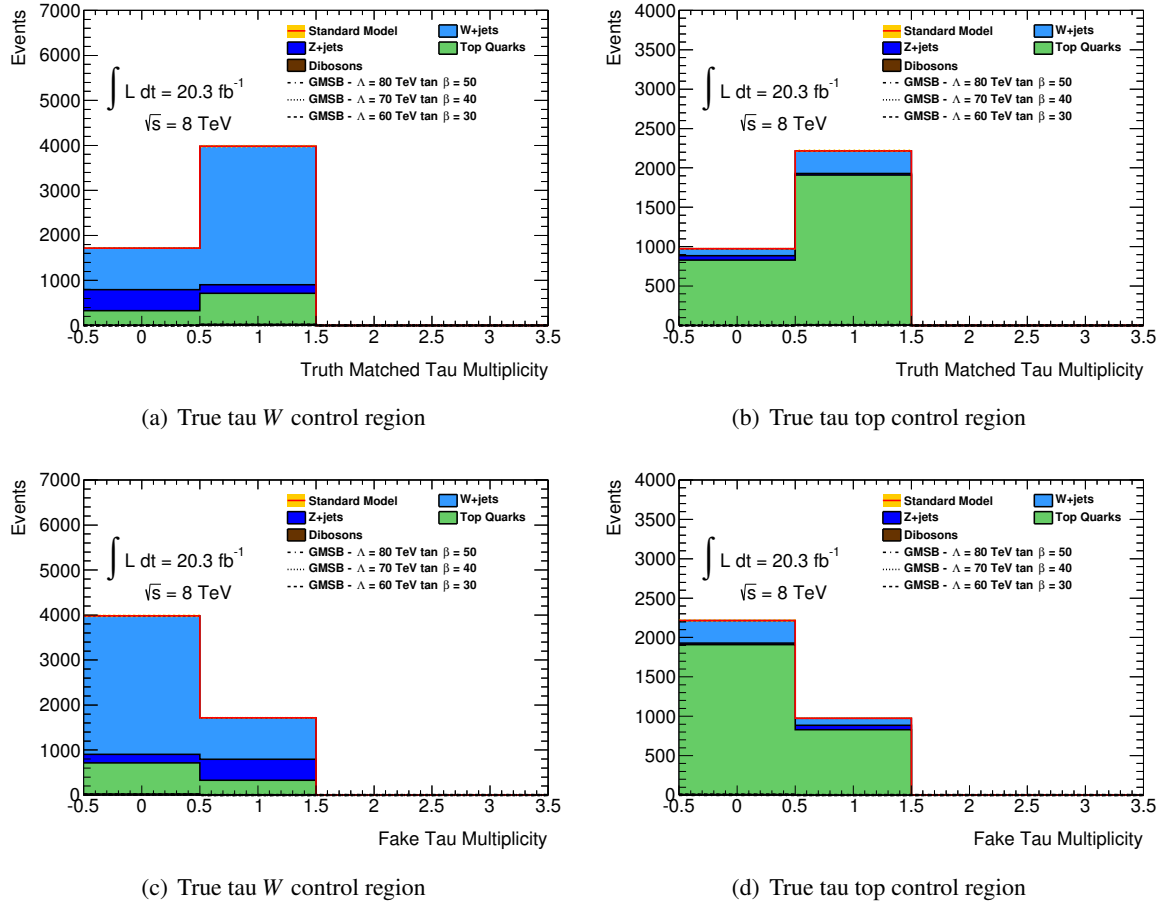 Events
7000
6000
5000
4000
3000
2000
1000
0
Standard Model
W+jets
Z+jets
Top Quarks
Dibosons
GMSB - Λ = 80 TeV tan β = 50
GMSB - Λ = 70 TeV tan β = 40
GMSB - Λ = 60 TeV tan β = 30
∫ L dt = 20.3 fb⁻¹
√s = 8 TeV
-0.5 0 0.5 1 1.5 2 2.5 3 3.5
Truth Matched Tau Multiplicity
(a) True tau W control region
Events
4000
3500
3000
2500
2000
1500
1000
500
0
Standard Model
W+jets
Z+jets
Top Quarks
Dibosons
GMSB - Λ = 80 TeV tan β = 50
GMSB - Λ = 70 TeV tan β = 40
GMSB - Λ = 60 TeV tan β = 30
∫ L dt = 20.3 fb⁻¹
√s = 8 TeV
-0.5 0 0.5 1 1.5 2 2.5 3 3.5
Truth Matched Tau Multiplicity
(b) True tau top control region
Events
7000
6000
5000
4000
3000
2000
1000
0
Standard Model
W+jets
Z+jets
Top Quarks
Dibosons
GMSB - Λ = 80 TeV tan β = 50
GMSB - Λ = 70 TeV tan β = 40
GMSB - Λ = 60 TeV tan β = 30
∫ L dt = 20.3 fb⁻¹
√s = 8 TeV
-0.5 0 0.5 1 1.5 2 2.5 3 3.5
Fake Tau Multiplicity
(c) True tau W control region
Events
4000
3500
3000
2500
2000
1500
1000
500
0
Standard Model
W+jets
Z+jets
Top Quarks
Dibosons
GMSB - Λ = 80 TeV tan β = 50
GMSB - Λ = 70 TeV tan β = 40
GMSB - Λ = 60 TeV tan β = 30
∫ L dt = 20.3 fb⁻¹
√s = 8 TeV
-0.5 0 0.5 1 1.5 2 2.5 3 3.5
Fake Tau Multiplicity
(d) True tau top control region